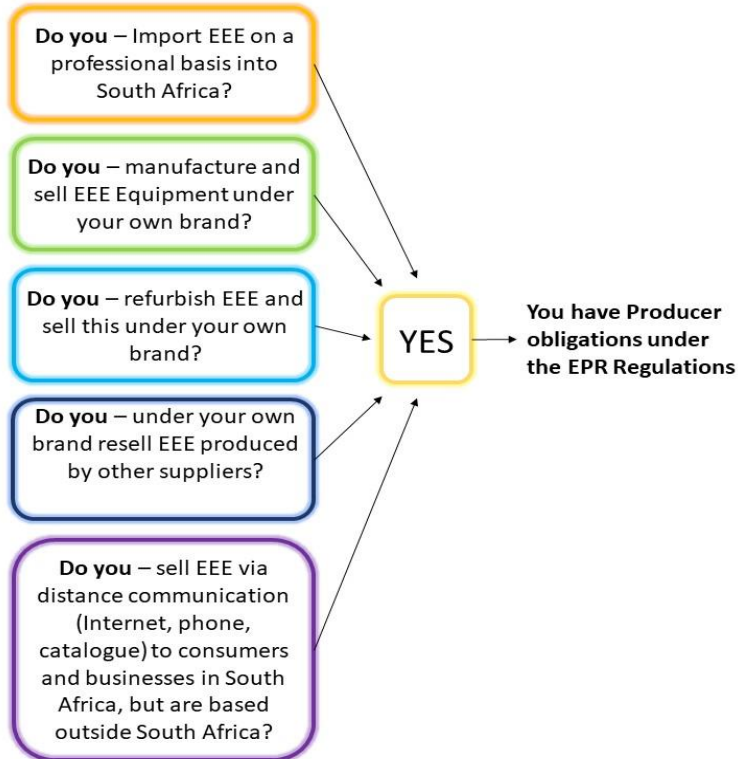 Do you – Import EEE on a
professional basis into
South Africa?
Do you – manufacture and
sell EEE Equipment under
your own brand?
Do you – refurbish EEE and
sell this under your own
brand?
Do you – under your own
brand resell EEE produced
by other suppliers?
Do you – sell EEE via
distance communication
(Internet, phone,
catalogue) to consumers
and businesses in South
Africa, but are based
outside South Africa?
YES
You have Producer
obligations under
the EPR Regulations